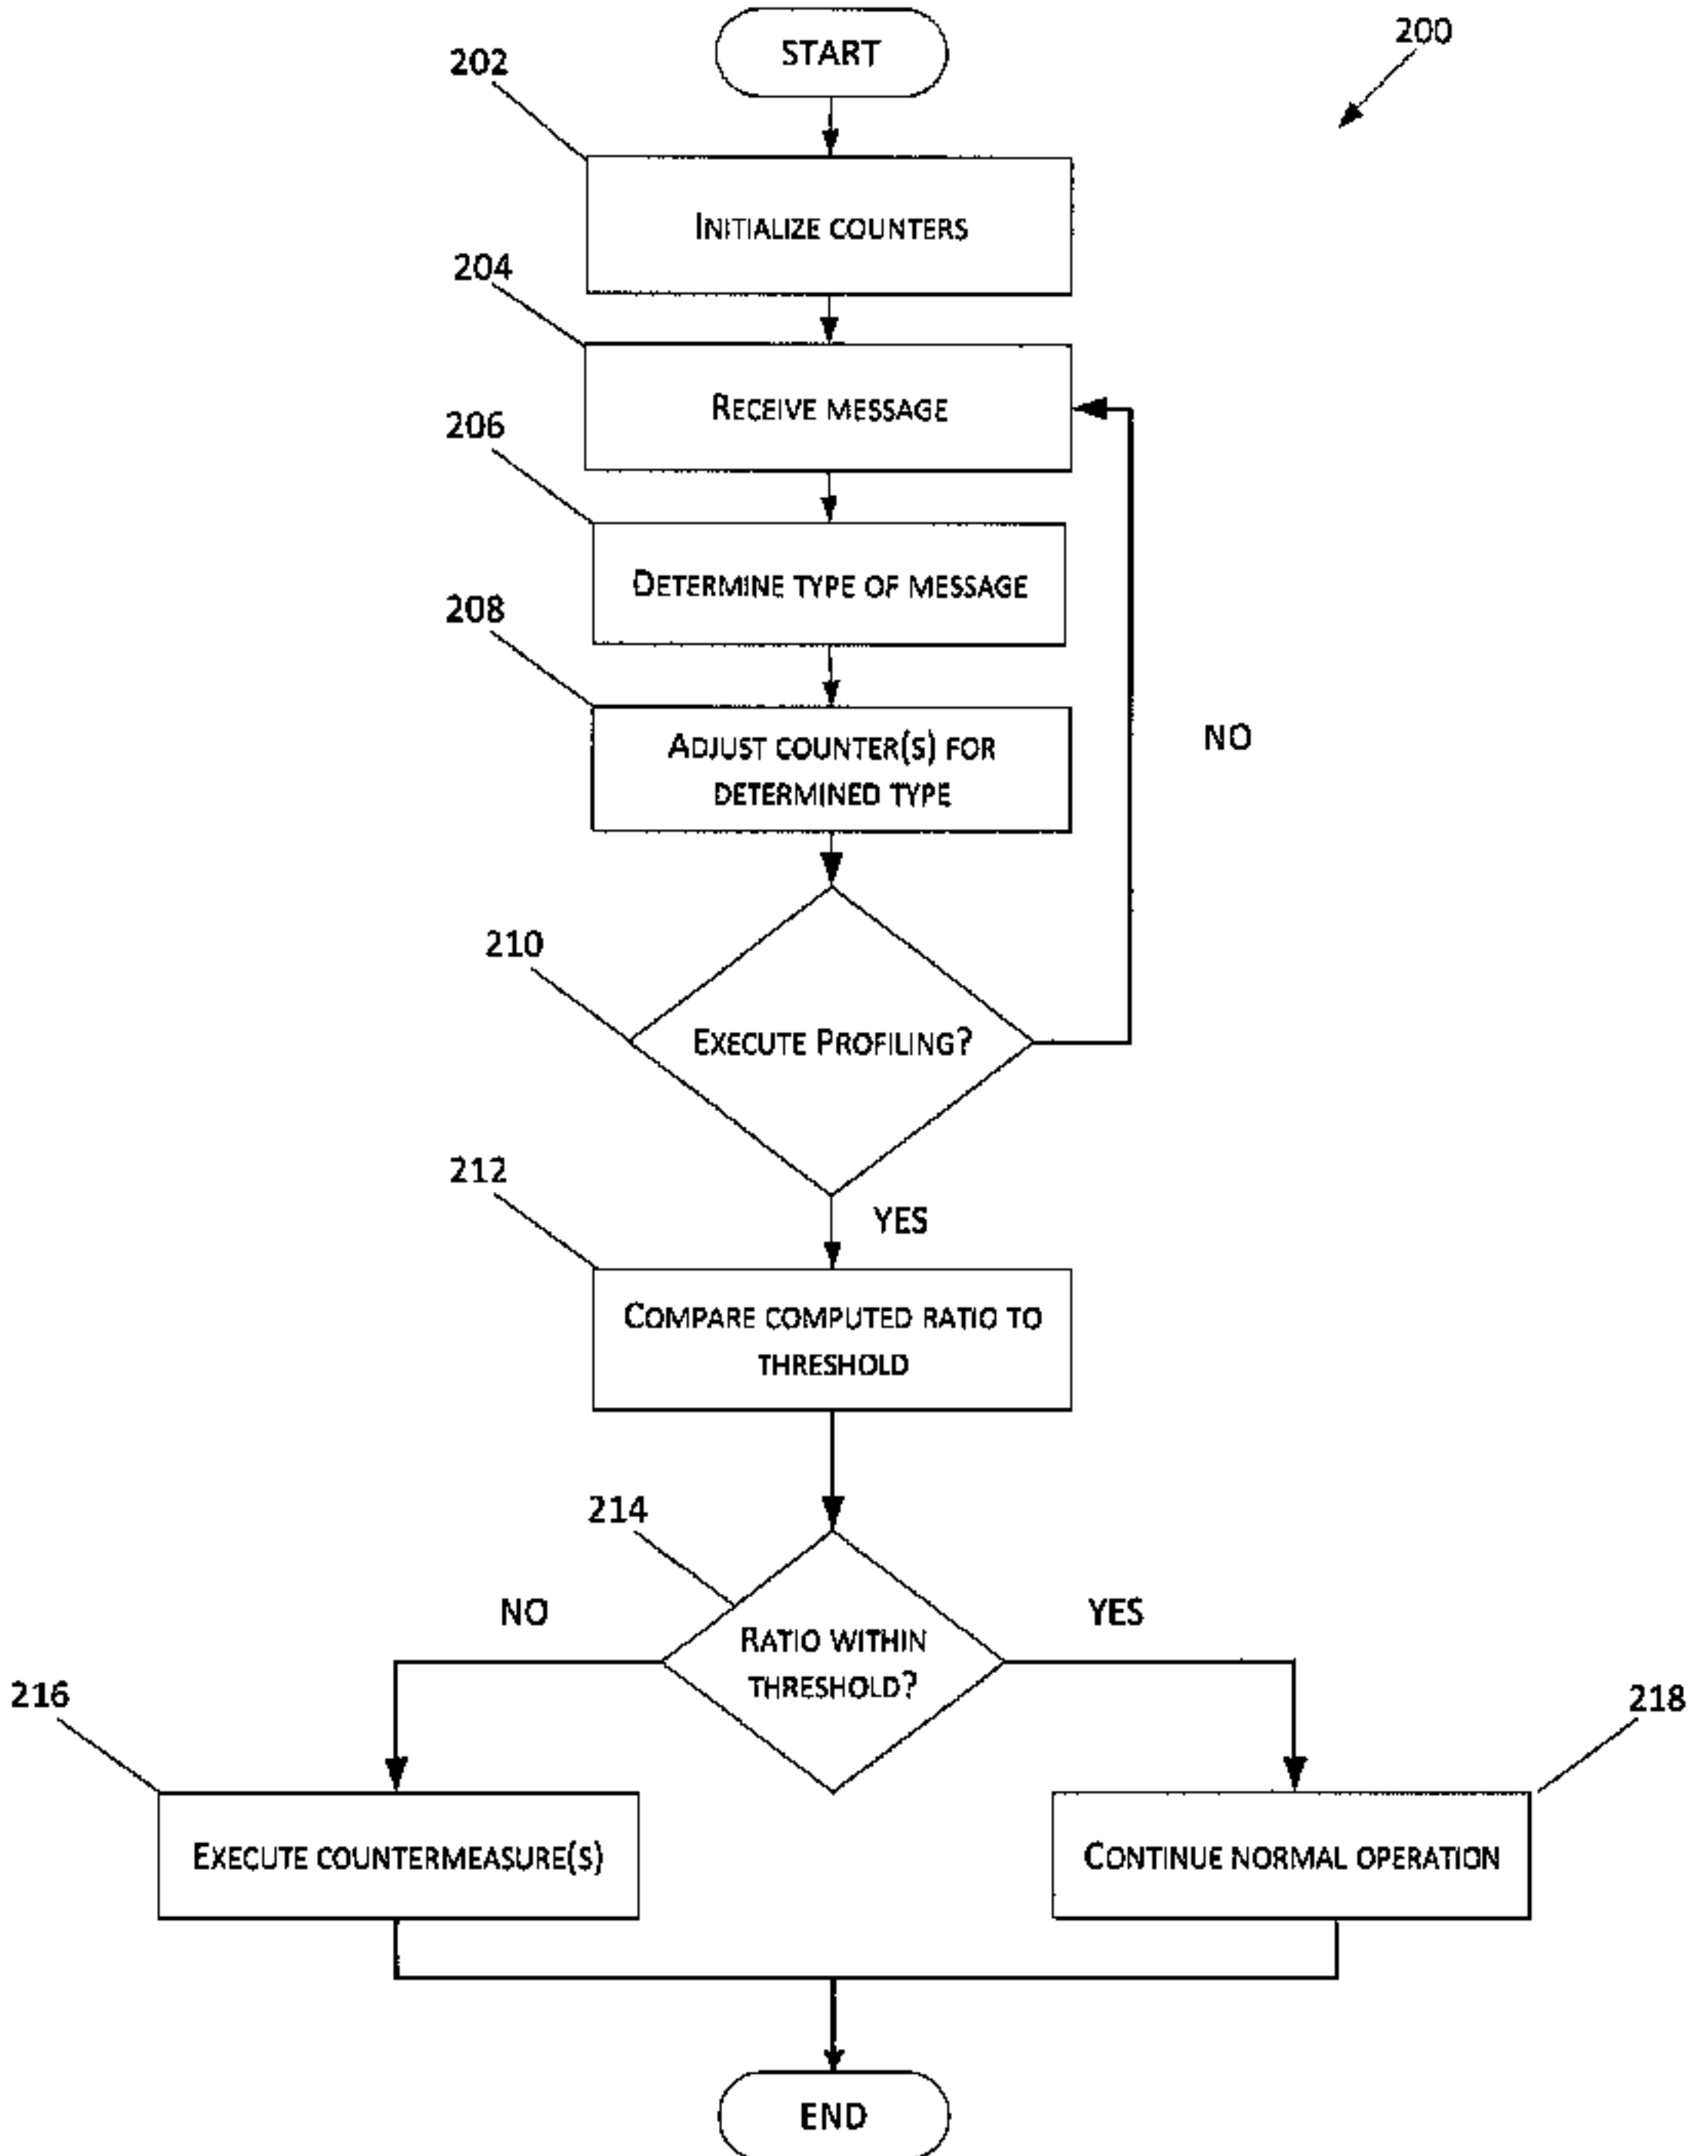 START
200
202
INITIALIZE COUNTERS
204
RECEIVE MESSAGE
206
DETERMINE TYPE OF MESSAGE
208
ADJUST COUNTER(S) FOR
DETERMINED TYPE
NO
210
EXECUTE PROFILING?
212
YES
COMPARE COMPUTED RATIO TO
THRESHOLD
214
NO
YES
RATIO WITHIN
THRESHOLD?
216
218
EXECUTE COUNTERMEASURE(S)
CONTINUE NORMAL OPERATION
END